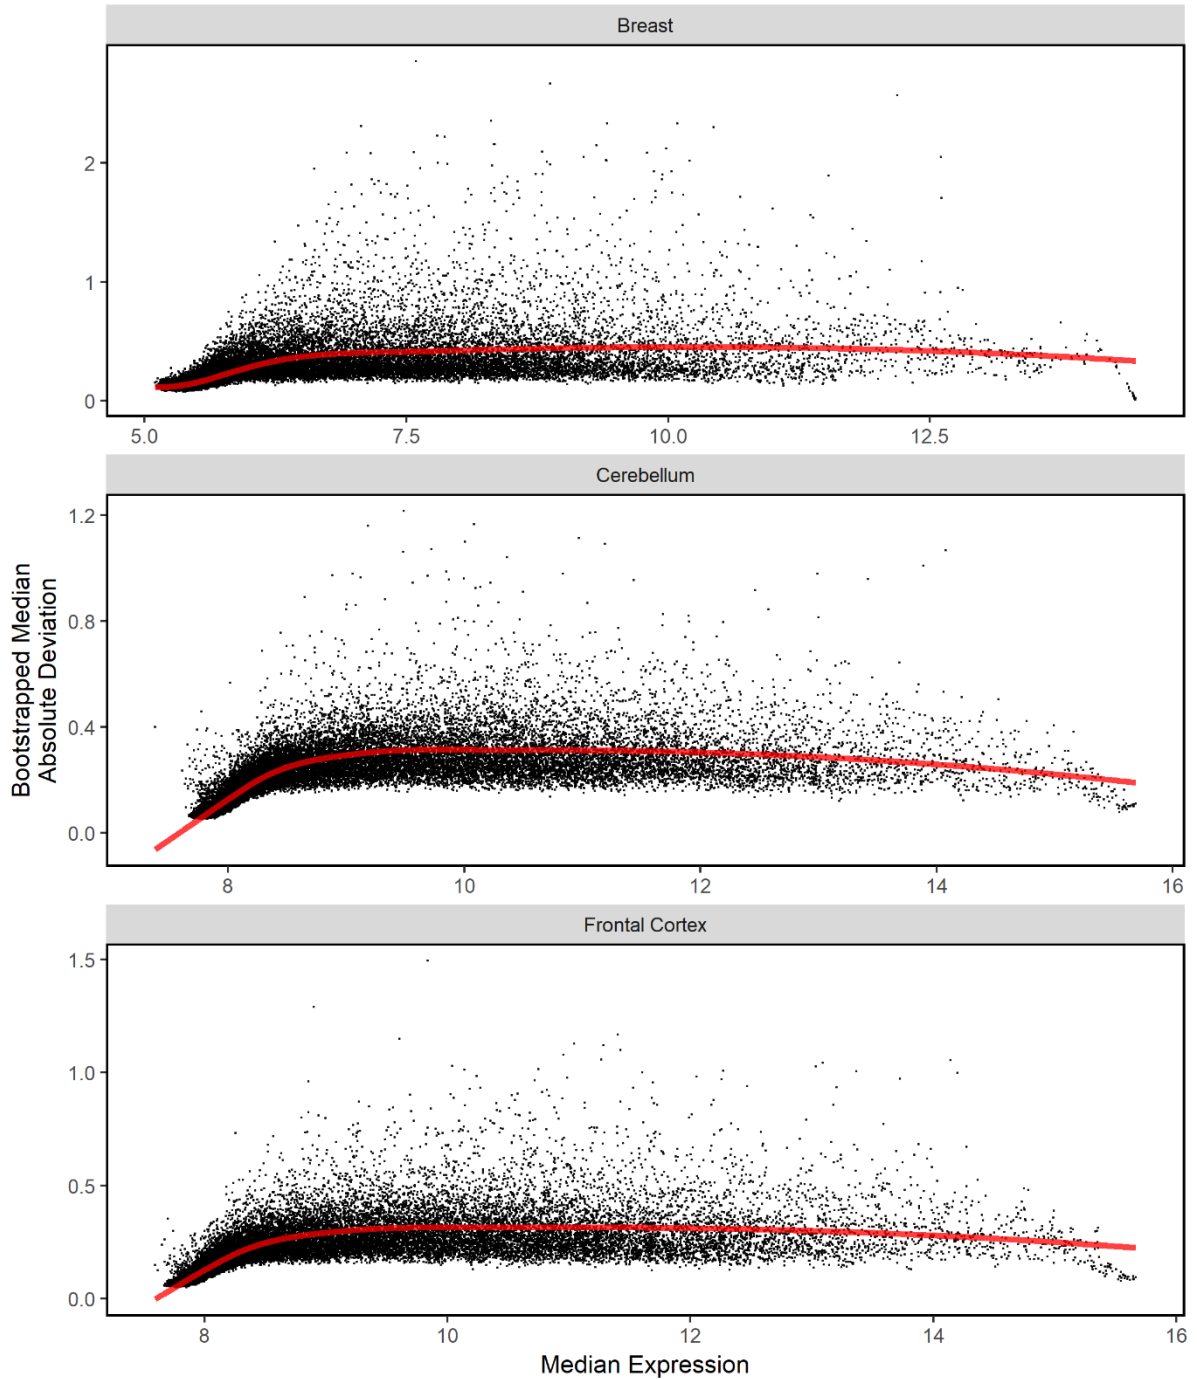 Breast
2
1
0
5.0 7.5 10.0 12.5
Cerebellum
1.2
0.8
0.4
0.0
8 10 12 14 16
Bootstrapped Median
Absolute Deviation
Frontal Cortex
1.5
1.0
0.5
0.0
8 10 12 14 16
Median Expression